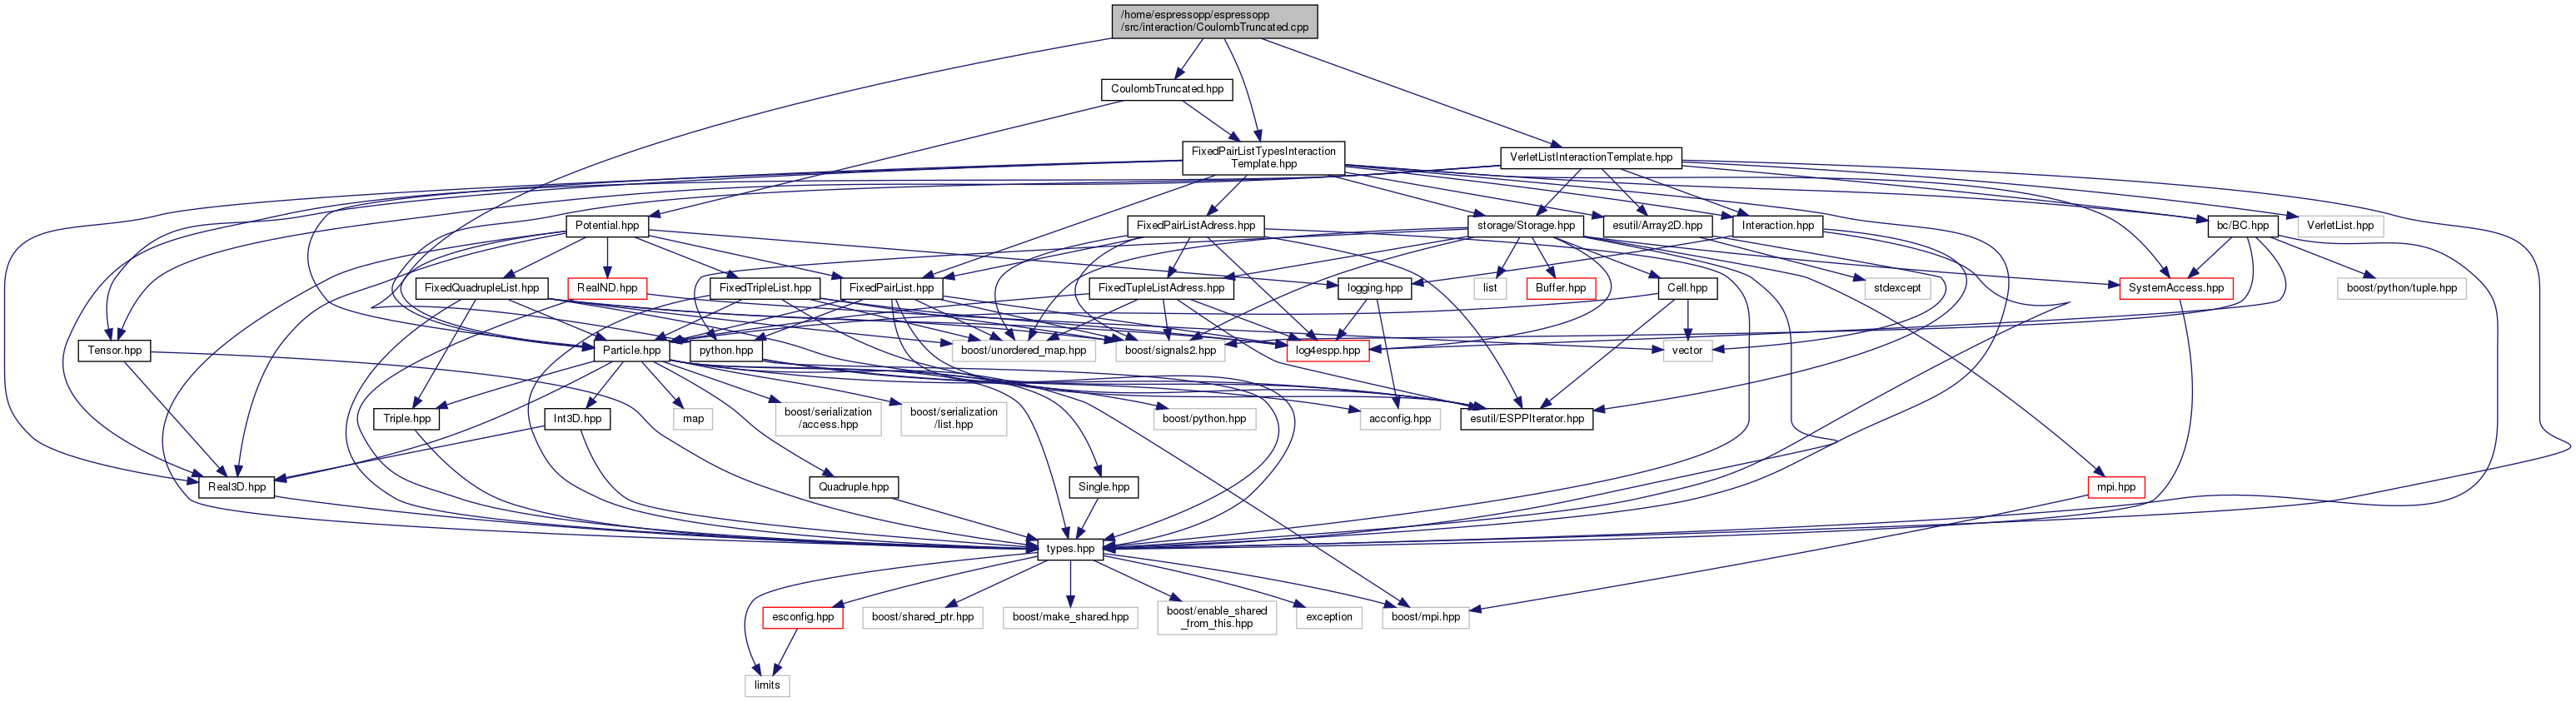 /home/espressopp/espressopp
/src/interaction/CoulombTruncated.cpp
CoulombTruncated.hpp
FixedPairListTypesInteraction
Template.hpp
VerletListInteractionTemplate.hpp
Potential.hpp
FixedPairListAdress.hpp
storage/Storage.hpp
esutil/Array2D.hpp
Interaction.hpp
bc/BC.hpp
VerletList.hpp
FixedQuadrupleList.hpp
RealND.hpp
FixedTripleList.hpp
FixedPairList.hpp
FixedTupleListAdress.hpp
logging.hpp
list
Buffer.hpp
Cell.hpp
stdexcept
SystemAccess.hpp
boost/python/tuple.hpp
Tensor.hpp
Particle.hpp
python.hpp
boost/unordered_map.hpp
boost/signals2.hpp
log4espp.hpp
vector
Triple.hpp
Int3D.hpp
map
boost/serialization
/access.hpp
boost/serialization
/list.hpp
boost/python.hpp
acconfig.hpp
esutil/ESPPIterator.hpp
Real3D.hpp
Quadruple.hpp
Single.hpp
mpi.hpp
types.hpp
esconfig.hpp
boost/shared_ptr.hpp
boost/make_shared.hpp
boost/enable_shared
_from_this.hpp
exception
boost/mpi.hpp
limits